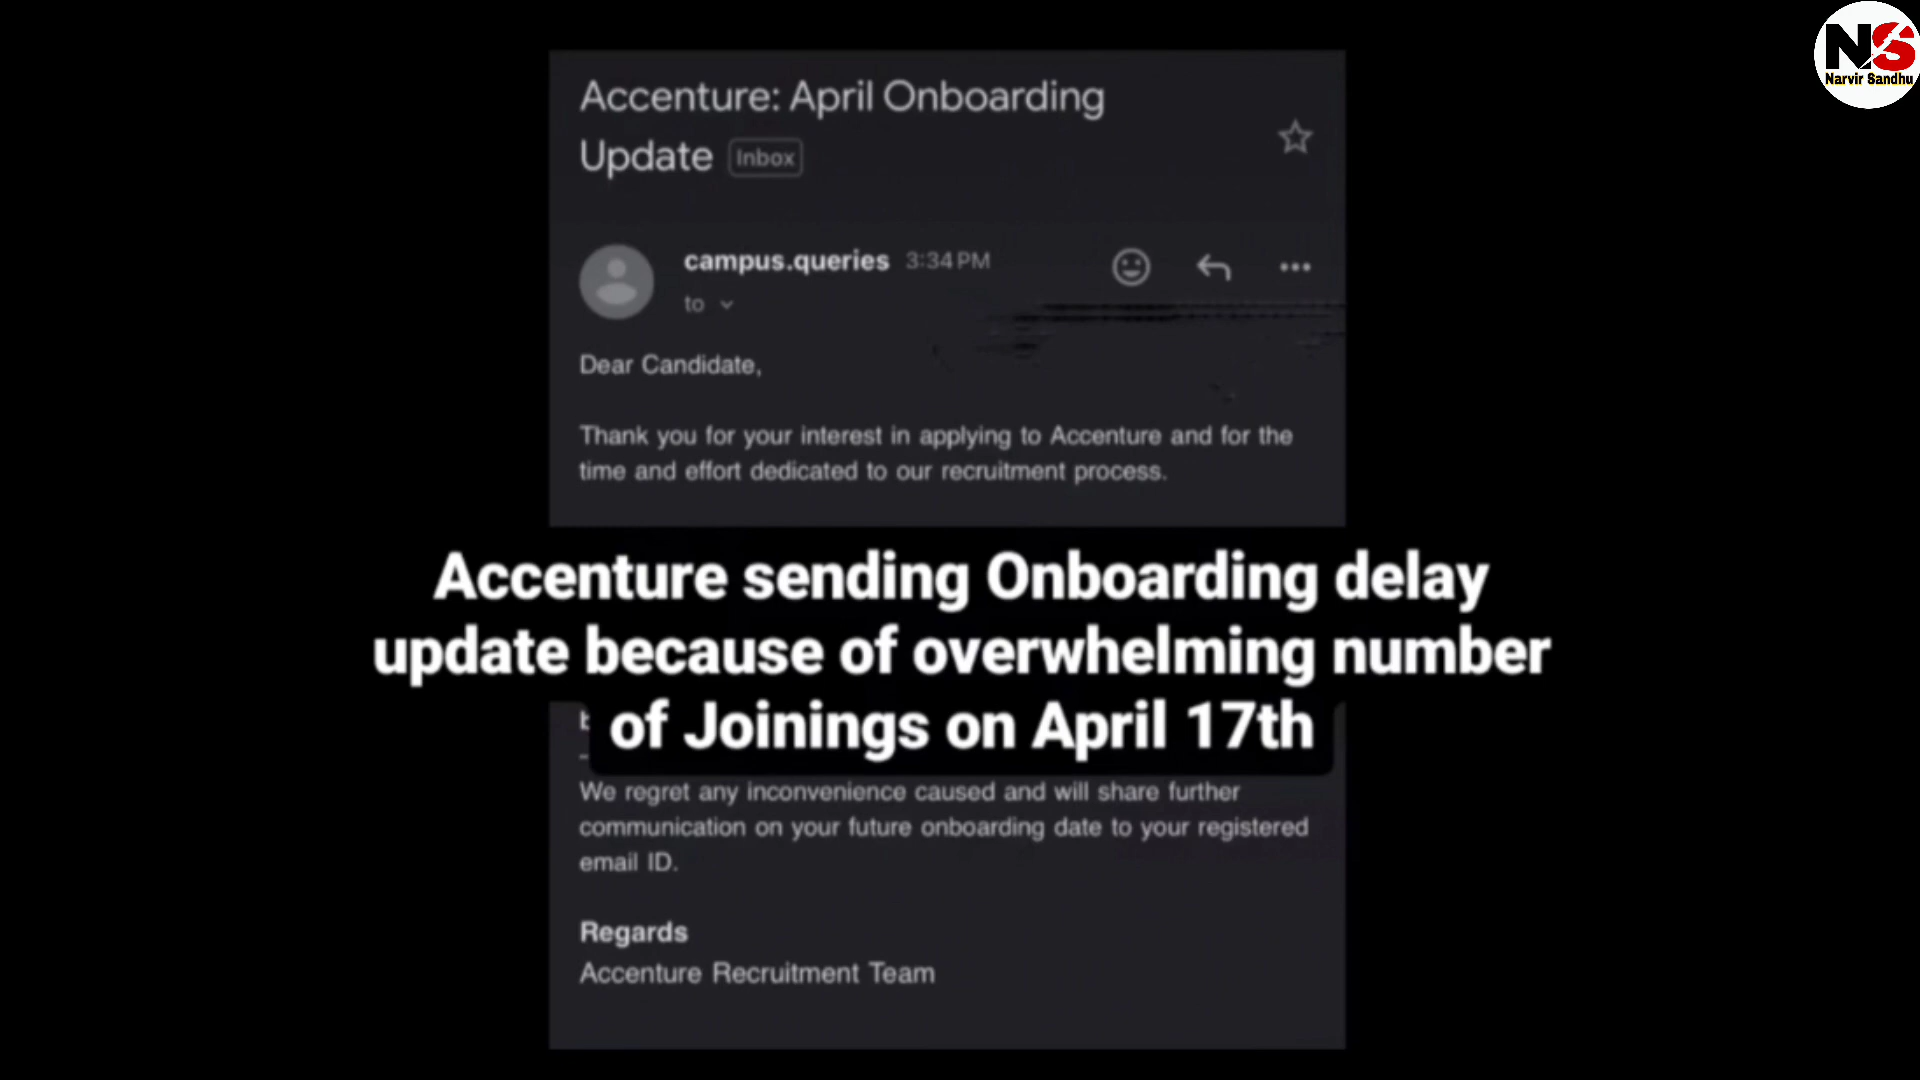 NS
Narvir Sandhu
Accenture: April Onboarding
Update Inbox
campus.queries 3:34 PM
to
Dear Candidate,
Thank you for your interest in applying to Accenture and for the
time and effort dedicated to our recruitment process.
Accenture sending Onboarding delay
update because of overwhelming number
of Joinings on April 17th
We regret any inconvenience caused and will share further
communication on your future onboarding date to your registered
email ID.
Regards
Accenture Recruitment Team